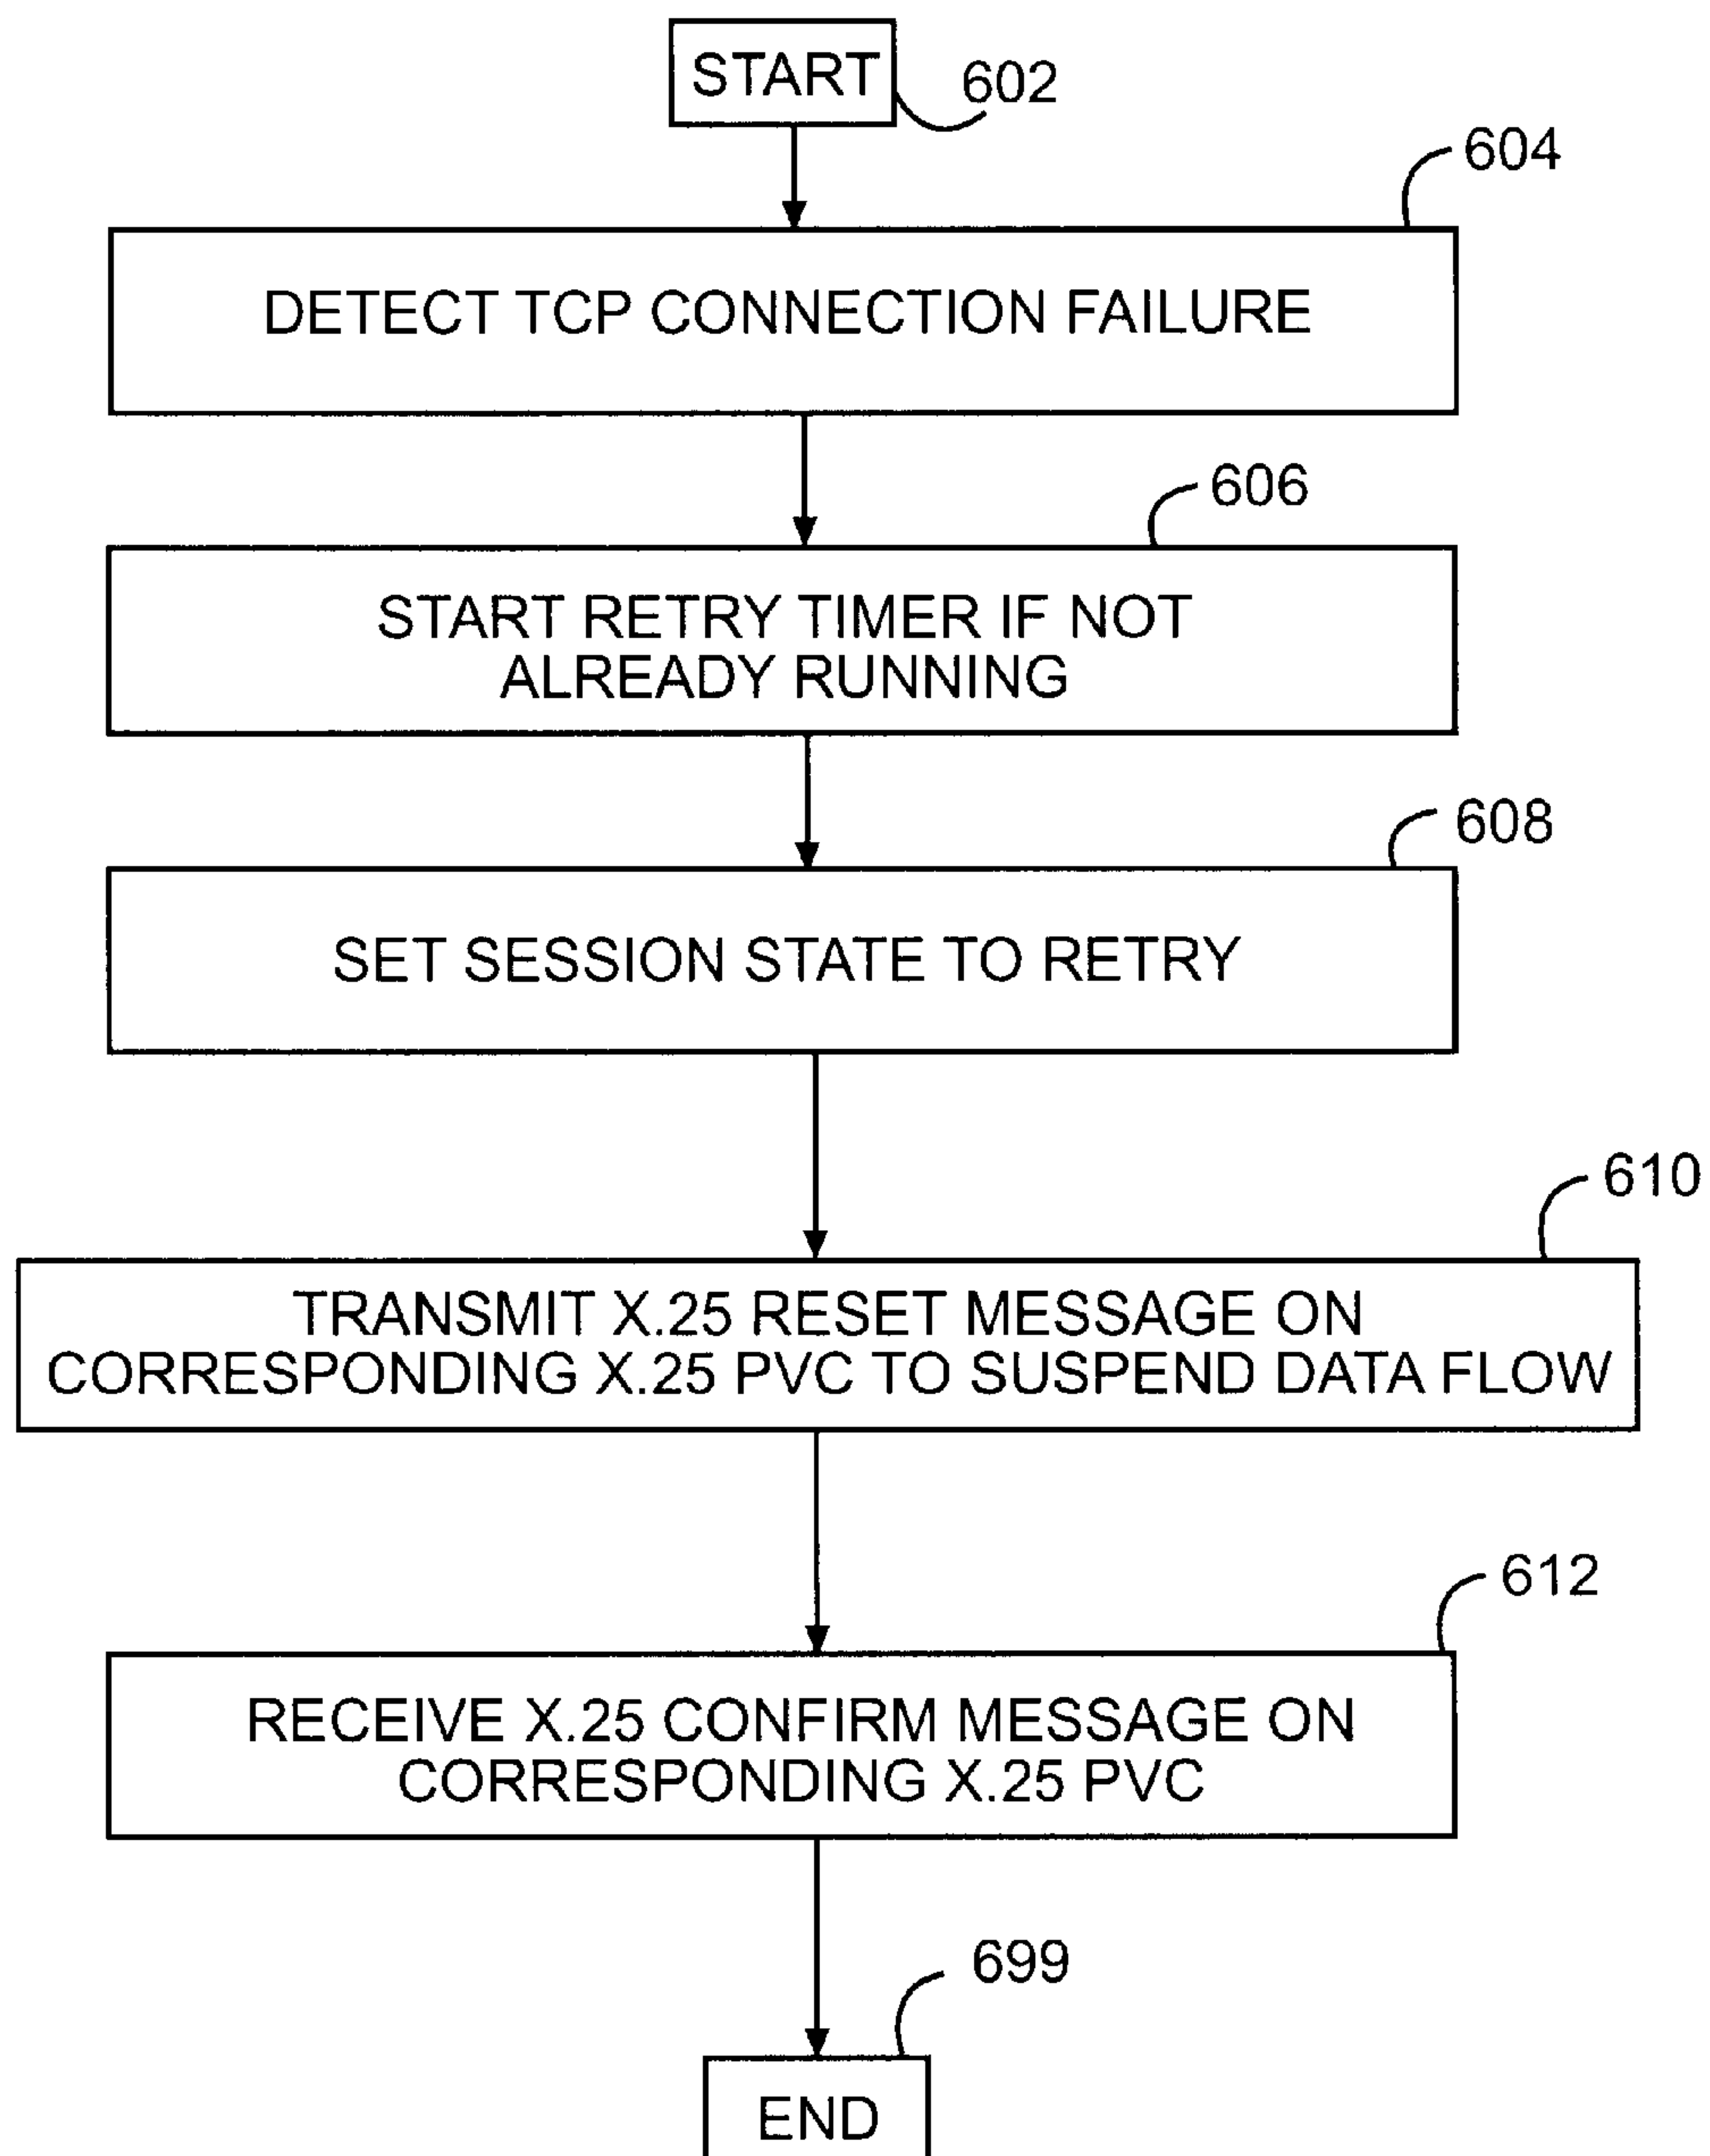 START
602
604
DETECT TCP CONNECTION FAILURE
606
START RETRY TIMER IF NOT
ALREADY RUNNING
608
SET SESSION STATE TO RETRY
610
TRANSMIT X.25 RESET MESSAGE ON
CORRESPONDING X.25 PVC TO SUSPEND DATA FLOW
612
RECEIVE X.25 CONFIRM MESSAGE ON
CORRESPONDING X.25 PVC
699
END